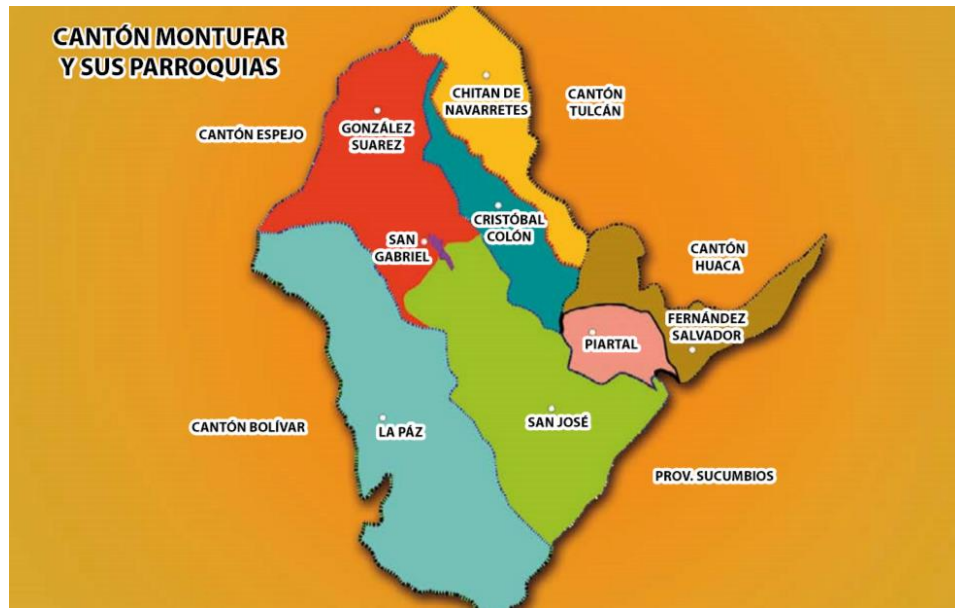 CANTÓN MONTUFAR
Y SUS PARROQUIAS
CHITAN DE
NAVARRETES
CANTÓN
TULCÁN
CANTÓN ESPEJO
GONZÁLEZ
SUAREZ
CRISTÓBAL
COLÓN
SAN
GABRIEL
CANTÓN
HUACA
FERNÁNDEZ
SALVADOR
PIARTAL
CANTÓN BOLÍVAR
LA PÁZ
SAN JOSÉ
PROV. SUCUMBIOS